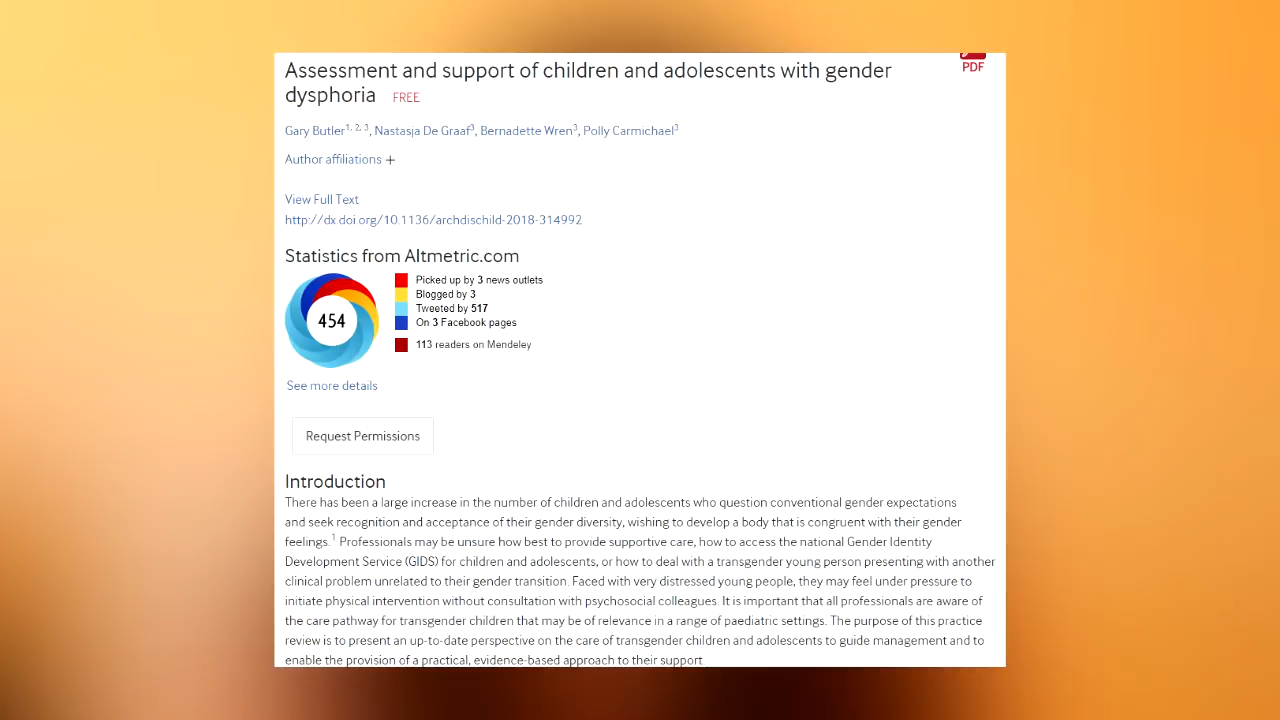 PDF
Assessment and support of children and adolescents with gender
dysphoria FREE
Gary Butler1, 2, 3, Nastasja De Graaf3, Bernadette Wren3, Polly Carmichael3
Author affiliations +
View Full Text
http://dx.doi.org/10.1136/archdischild-2018-314992
Statistics from Altmetric.com
454
Picked up by 3 news outlets
Blogged by 3
Tweeted by 517
On 3 Facebook pages
113 readers on Mendeley
See more details
Request Permissions
Introduction
There has been a large increase in the number of children and adolescents who question conventional gender expectations
and seek recognition and acceptance of their gender diversity, wishing to develop a body that is congruent with their gender
feelings.1 Professionals may be unsure how best to provide supportive care, how to access the national Gender Identity
Development Service (GIDS) for children and adolescents, or how to deal with a transgender young person presenting with another
clinical problem unrelated to their gender transition. Faced with very distressed young people, they may feel under pressure to
initiate physical intervention without consultation with psychosocial colleagues. It is important that all professionals are aware of
the care pathway for transgender children that may be of relevance in a range of paediatric settings. The purpose of this practice
review is to present an up-to-date perspective on the care of transgender children and adolescents to guide management and to
enable the provision of a practical, evidence-based approach to their support